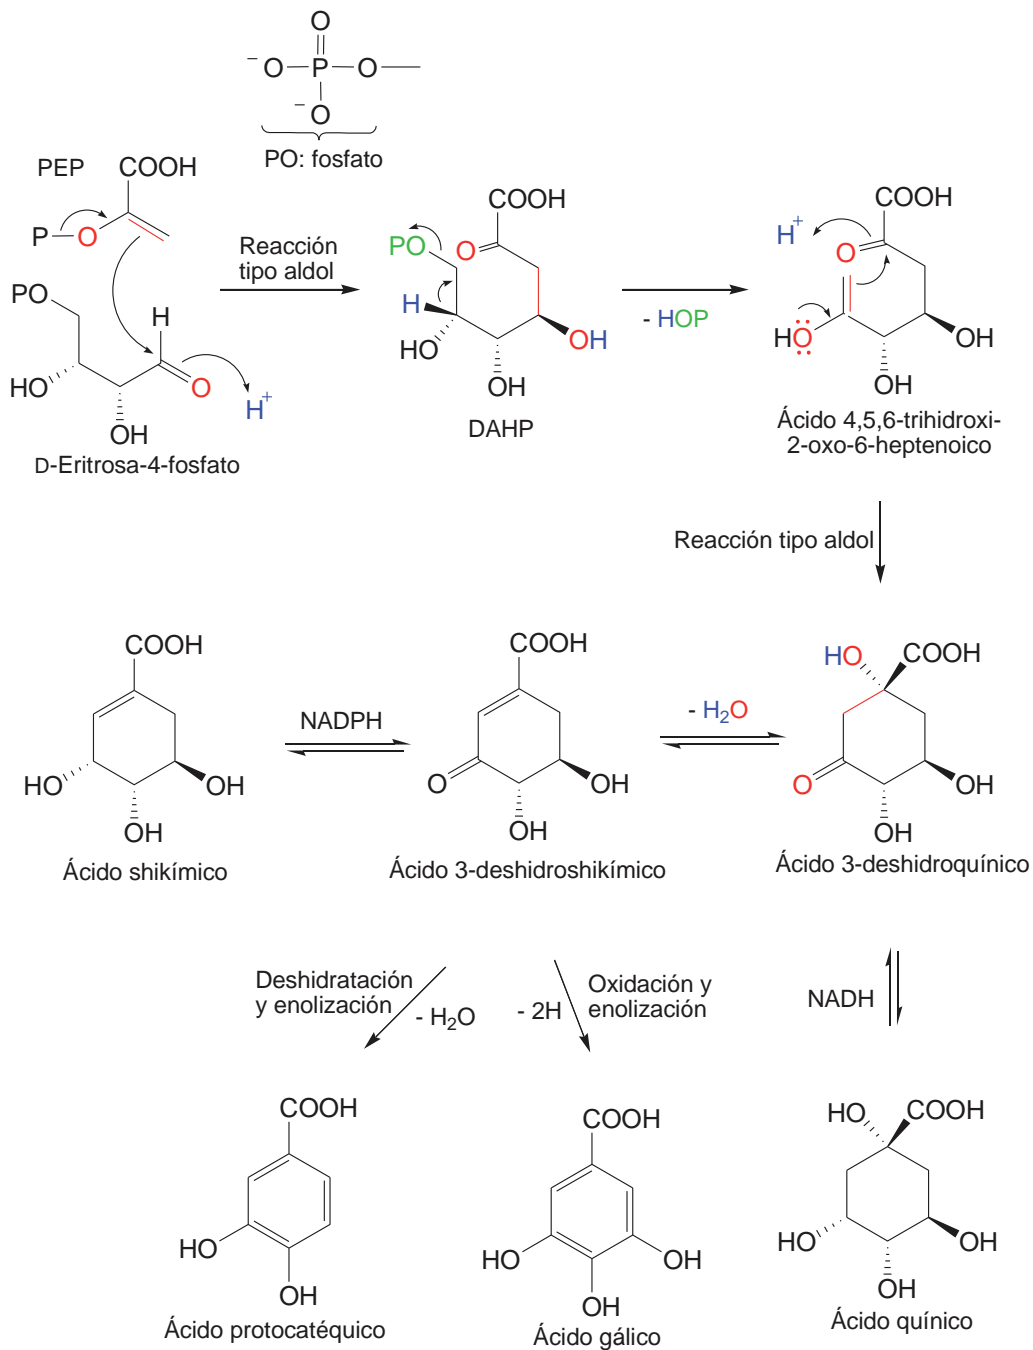 O
⁻ O P O
⁻ O
PO: fosfato
PEP
COOH
P O
PO
H
HO
O
H⁺
OH
D-Eritrosa-4-fosfato
Reacción
tipo aldol
COOH
PO
O
H
HO
OH
OH
DAHP
- HOP
COOH
H⁺
O
HO
OH
OH
Ácido 4,5,6-trihidroxi-
2-oxo-6-heptenoico
Reacción tipo aldol
COOH
HO
OH
OH
Ácido shikímico
NADPH
COOH
O
OH
OH
Ácido 3-deshidroshikímico
- H₂O
HO
COOH
O
OH
OH
Ácido 3-deshidroquínico
Deshidratación
y enolización
- H₂O
- 2H
Oxidación y
enolización
NADH
COOH
HO
OH
Ácido protocatéquico
COOH
HO
OH
OH
Ácido gálico
HO
COOH
HO
OH
OH
Ácido quínico